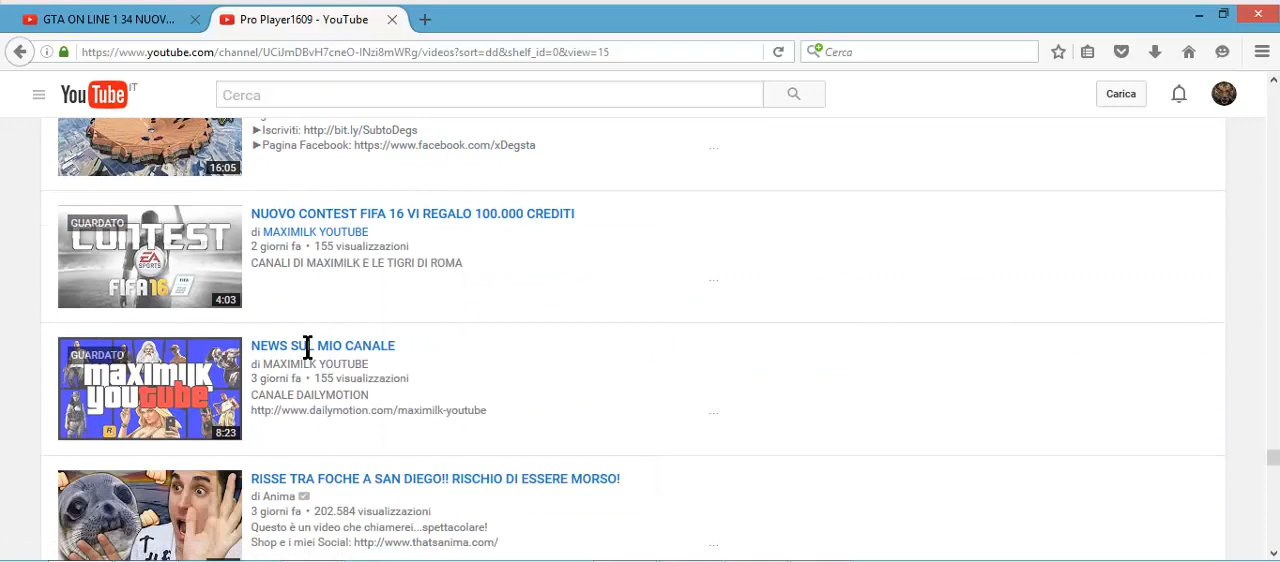 GTA ON LINE 1 34 NUOV...
Pro Player1609 - YouTube
https://www.youtube.com/channel/UCiJmDBvH7cneO-lNzi8mWRg/videos?sort=dd&shelf_id=0&view=15
Cerca
YouTube IT
Cerca
Carica
►Iscriviti: http://bit.ly/SubtoDegs
►Pagina Facebook: https://www.facebook.com/xDegsta
...
16:05
NUOVO CONTEST FIFA 16 VI REGALO 100.000 CREDITI
GUARDATO
di MAXIMILK YOUTUBE
CONTEST
2 giorni fa • 155 visualizzazioni
EA
SPORTS
CANALI DI MAXIMILK E LE TIGRI DI ROMA
...
FIFA 16
4:03
NEWS SUL MIO CANALE
GUARDATO
di MAXIMILK YOUTUBE
maximilk
youtube
3 giorni fa • 155 visualizzazioni
CANALE DAILYMOTION
http://www.dailymotion.com/maximilk-youtube
...
R
8:23
RISSE TRA FOCHE A SAN DIEGO!! RISCHIO DI ESSERE MORSO!
di Anima
3 giorni fa • 202.584 visualizzazioni
Questo è un video che chiamerei...spettacolare!
Shop e i miei Social: http://www.thatsanima.com/
...